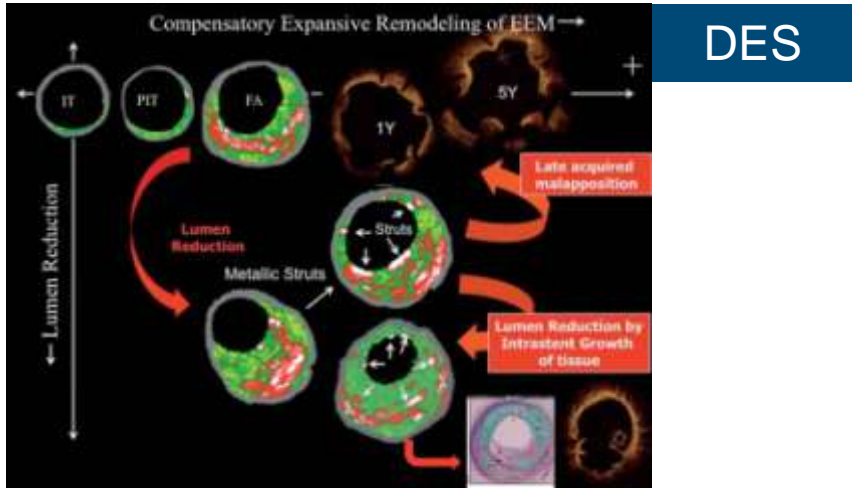 Compensatory Expansive Remodeling of EEM
DES
+
IT
PIT
FA
1Y
5Y
Late acquired
malapposition
Lumen Reduction
Lumen
Reduction
Struts
Metallic Struts
Lumen Reduction by
Intrastent Growth
of tissue